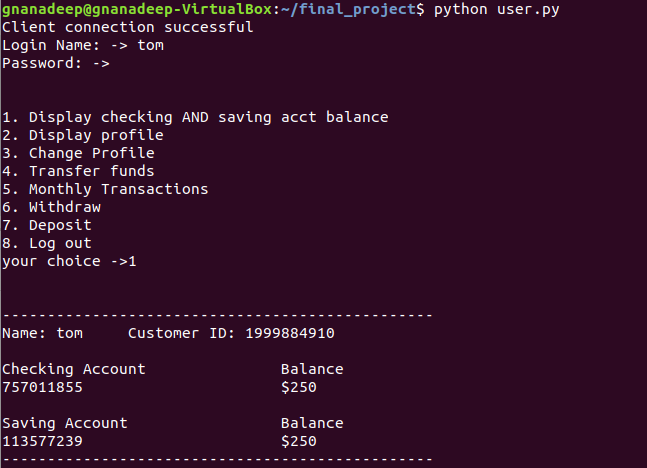 gnanadeep@gnanadeep-VirtualBox:~/final_project$ python user.py
Client connection successful
Login Name: -> tom
Password: ->
1. Display checking AND saving acct balance
2. Display profile
3. Change Profile
4. Transfer funds
5. Monthly Transactions
6. Withdraw
7. Deposit
8. Log out
your choice ->1
------------------------------------------------
Name: tom     Customer ID: 1999884910
Checking Account               Balance
757011855                      $250
Saving Account                 Balance
113577239                      $250
------------------------------------------------